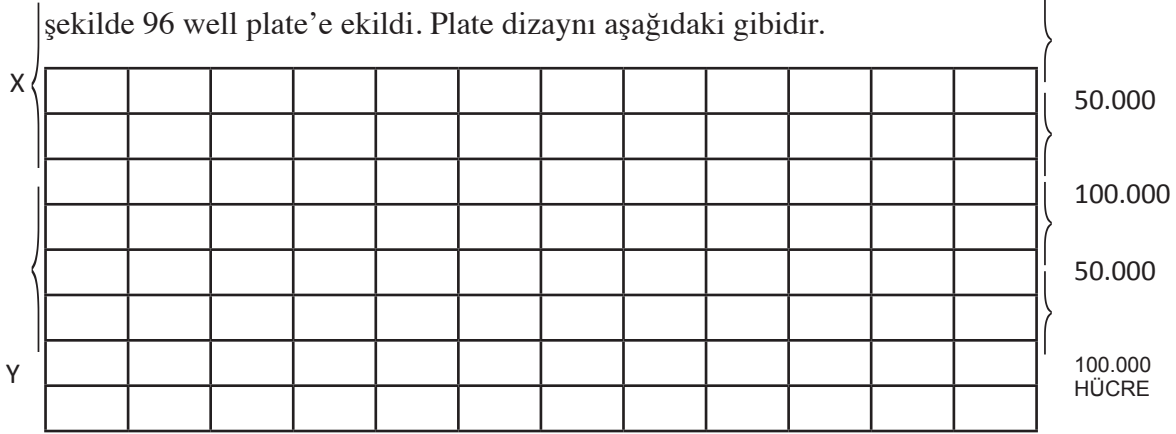 şekilde 96 well plate’e ekildi. Plate dizaynı aşağıdaki gibidir.
X
50.000
100.000
50.000
Y
100.000
HÜCRE